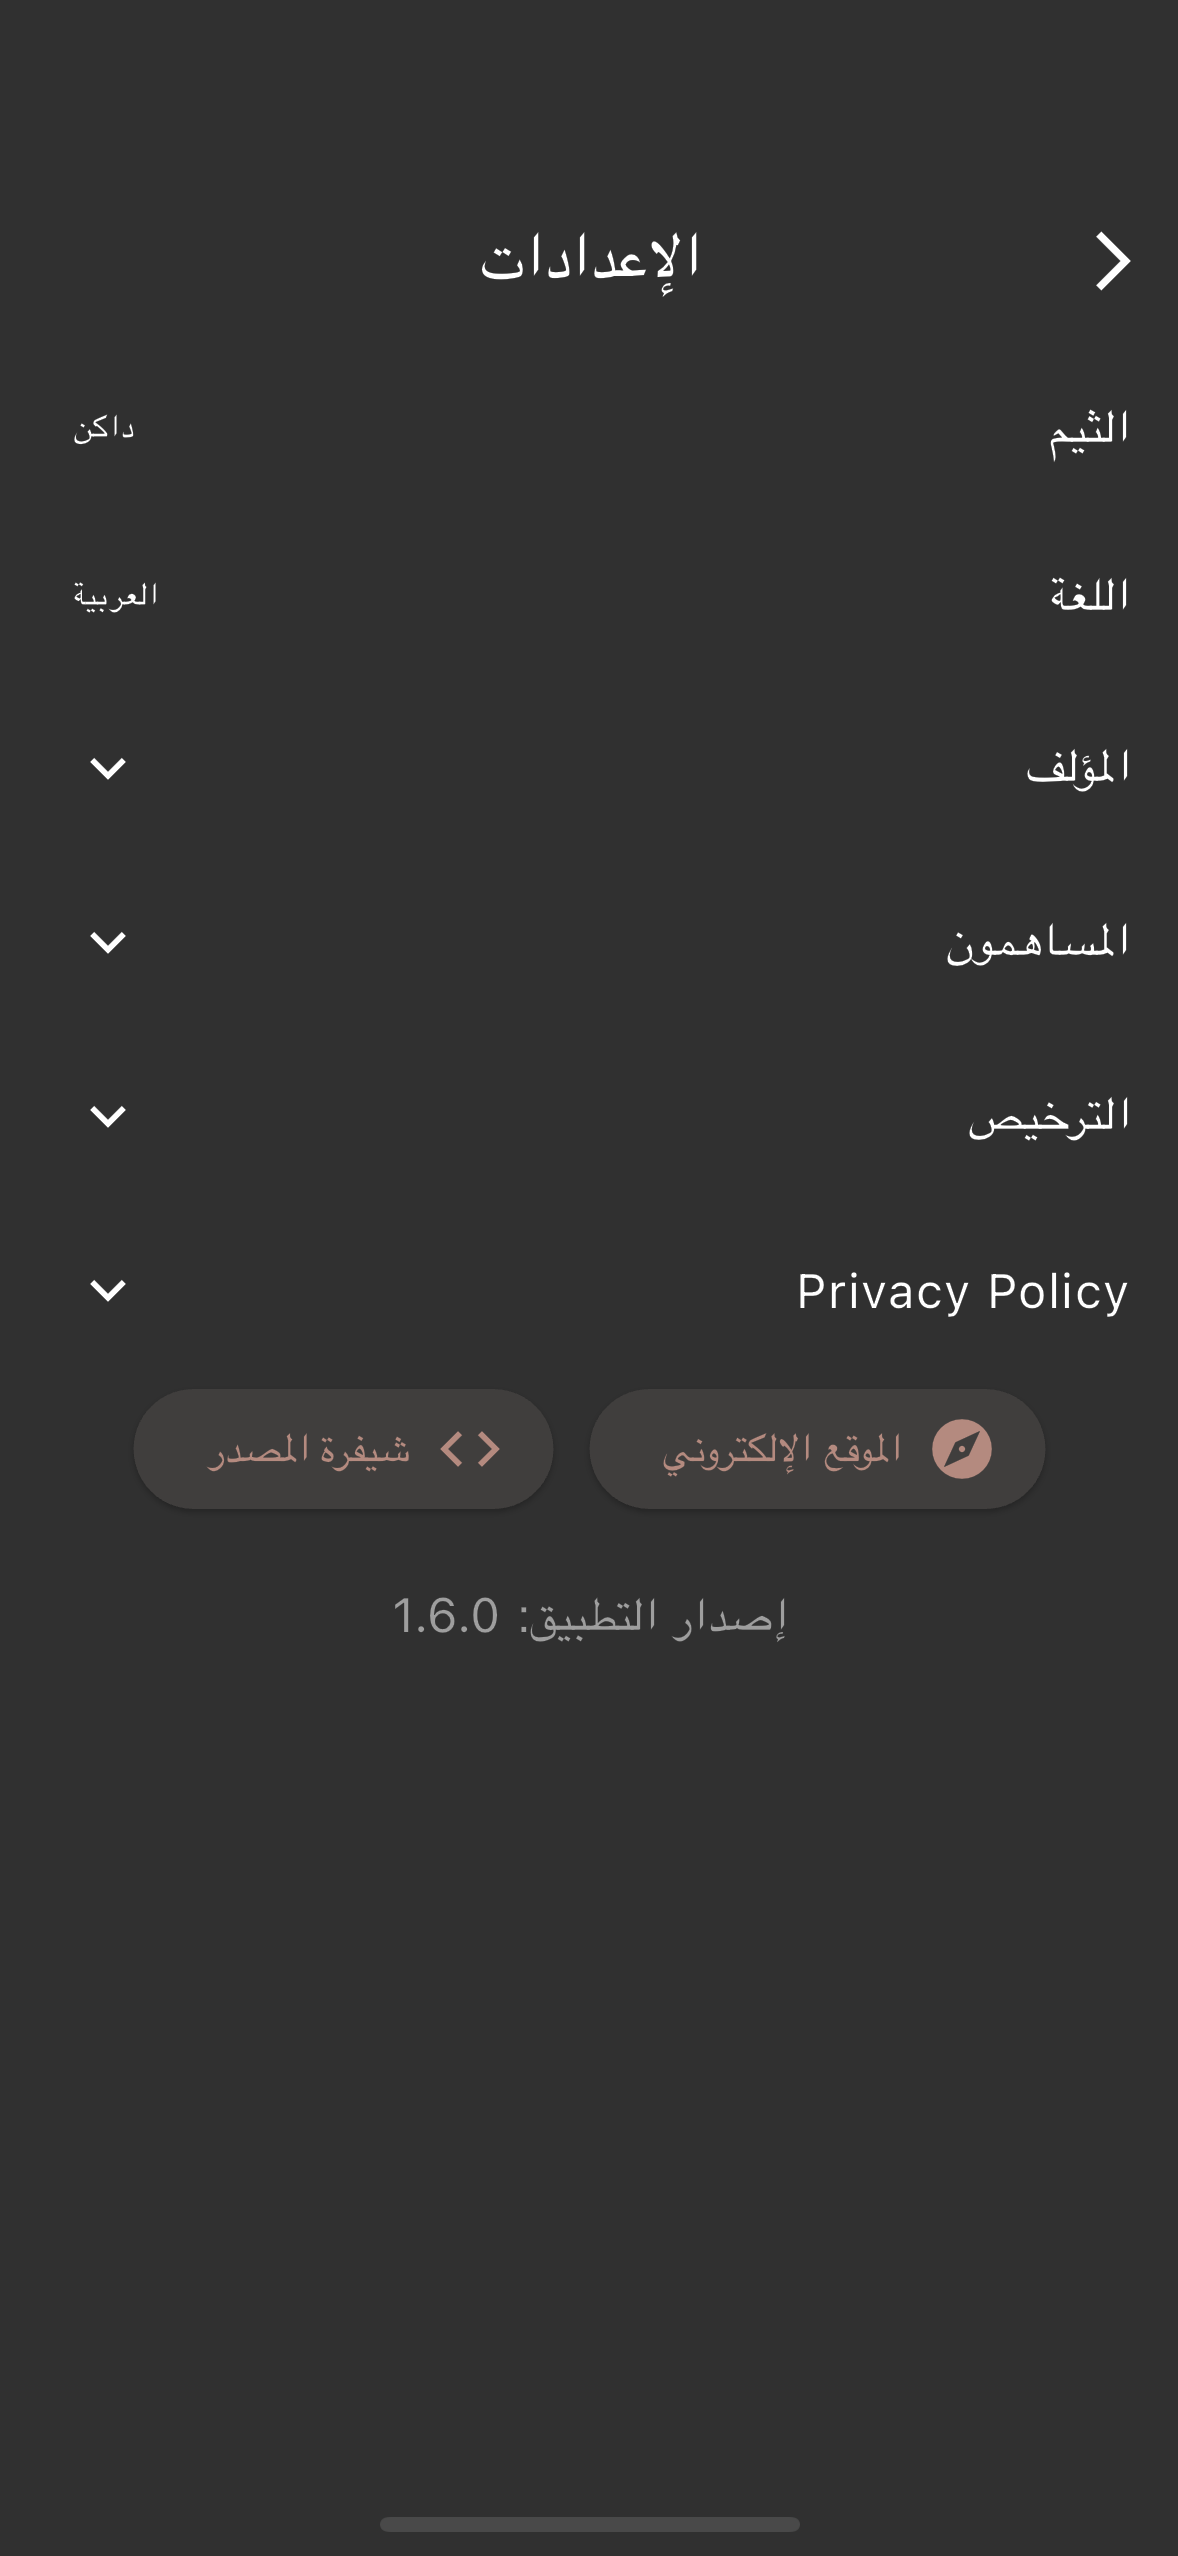 الإعدادات
الثيم داكن
اللغة العربية
المؤلف
المساهمون
الترخيص
Privacy Policy
الموقع الإلكتروني شيفرة المصدر
إصدار التطبيق: 1.6.0